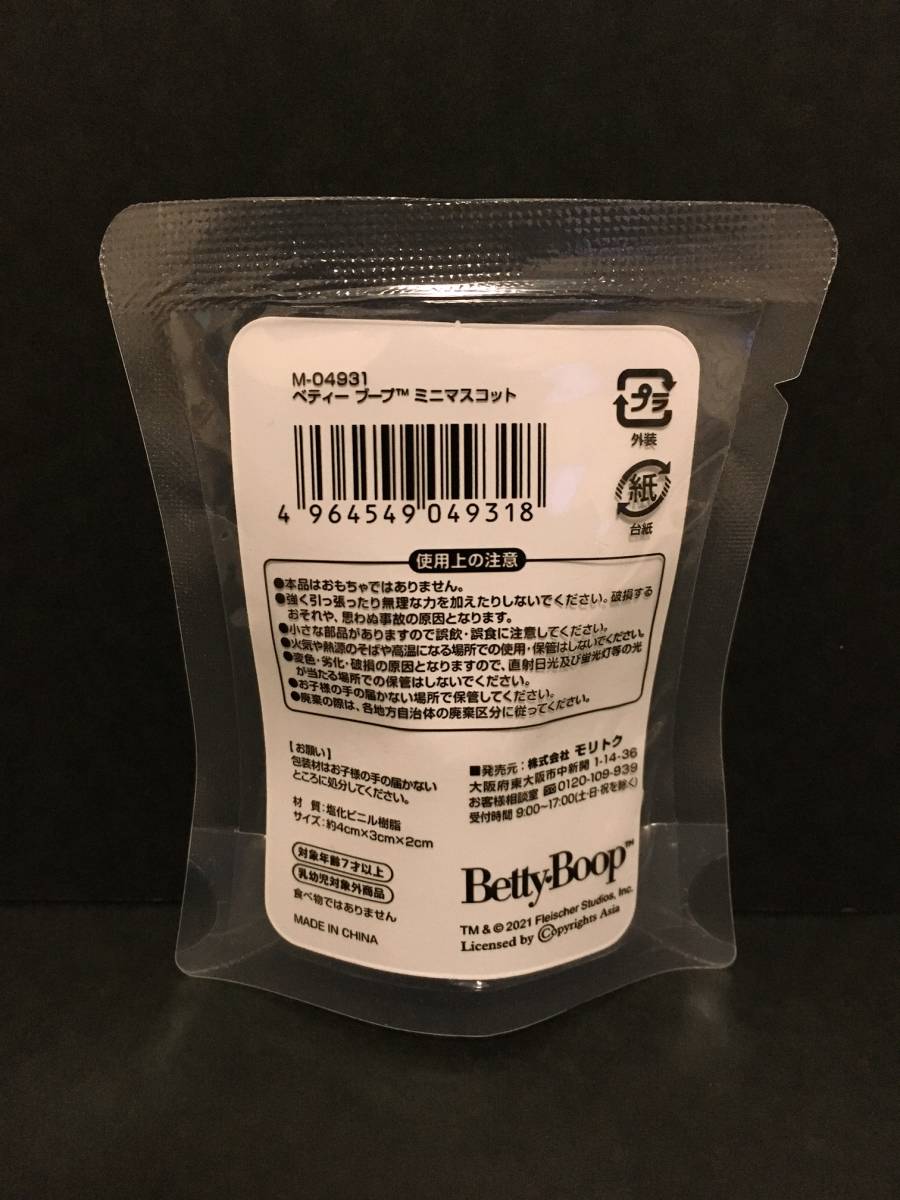 M-04931
ベティー ブープ™ ミニマスコット
プラ
外装
紙
台紙
4 964549 049318
使用上の注意
●本品はおもちゃではありません。
●強く引っ張ったり無理な力を加えたりしないでください。破損する
おそれや、思わぬ事故の原因となります。
●小さな部品がありますので誤飲・誤食に注意してください。
●火気や熱源のそばや高温になる場所での使用・保管はしないでください。
●変色・劣化・破損の原因となりますので、直射日光及び蛍光灯等の光
が当たる場所での保管はしないでください。
●お子様の手の届かない場所で保管してください。
●廃棄の際は、各地方自治体の廃棄区分に従ってください。
【お願い】
包装材はお子様の手の届かない
ところに処分してください。
材 質：塩化ビニル樹脂
サイズ：約4cm×3cm×2cm
対象年齢7才以上
乳幼児対象外商品
食べ物ではありません
MADE IN CHINA
■発売元：株式会社 モリトク
大阪府東大阪市中新開 1-14-36
お客様相談室 0120-109-939
受付時間 9:00~17:00(土・日・祝を除く)
Betty Boop™
TM & © 2021 Fleischer Studios, Inc.
Licensed by Copyrights Asia